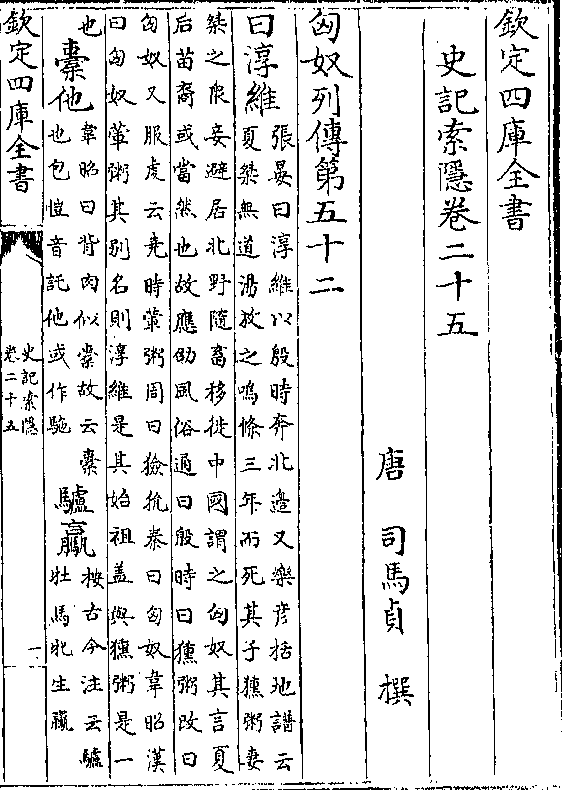 欽定四庫全書
史記索隱卷二十五
唐 司馬貞 撰
匈奴列傳第五十二
曰淳維張晏曰淳維以殷時奔北邊又樂彥括地譜云
夏桀無道湯放之鳴條三年而死其子獯粥妻
桀之眾妾避居北野隨畜移徙中國謂之匈奴其言夏
后苗裔或當然也故應劭風俗通曰殷時曰獯粥改曰
匈奴又服虔云堯時葷粥周曰獫狁秦曰匈奴韋昭漢
曰匈奴葷粥其别名則淳維是其始祖蓋與獯粥是一
也
橐他韋昭曰背肉似橐故云橐
也包愷音託他或作駞
驢驘按古今注云驢
牡馬牝生驘
欽定四庫全書
史記索隱
卷二十五
一